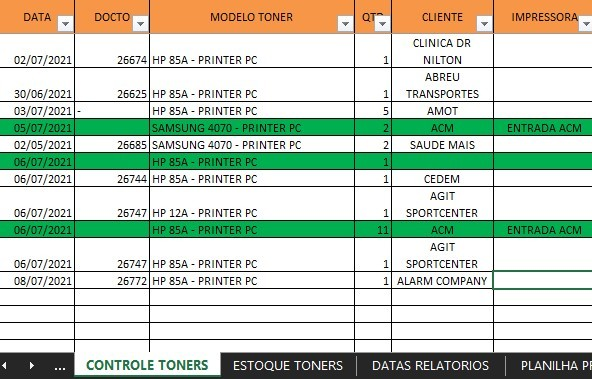 DATA DOCTO MODELO TONER QTD CLIENTE IMPRESSORA
CLINICA DR
02/07/2021 26674 HP 85A - PRINTER PC 1 NILTON
ABREU
30/06/2021 26625 HP 85A - PRINTER PC 1 TRANSPORTES
03/07/2021 - HP 85A - PRINTER PC 5 AMOT
05/07/2021 SAMSUNG 4070 - PRINTER PC 2 ACM ENTRADA ACM
02/05/2021 26685 SAMSUNG 4070 - PRINTER PC 2 SAUDE MAIS
06/07/2021 HP 85A - PRINTER PC 1
06/07/2021 26744 HP 85A - PRINTER PC 1 CEDEM
AGIT
06/07/2021 26747 HP 12A - PRINTER PC 1 SPORTCENTER
06/07/2021 HP 85A - PRINTER PC 11 ACM ENTRADA ACM
AGIT
06/07/2021 26747 HP 85A - PRINTER PC 1 SPORTCENTER
08/07/2021 26772 HP 85A - PRINTER PC 1 ALARM COMPANY
... CONTROLE TONERS ESTOQUE TONERS DATAS RELATORIOS PLANILHA